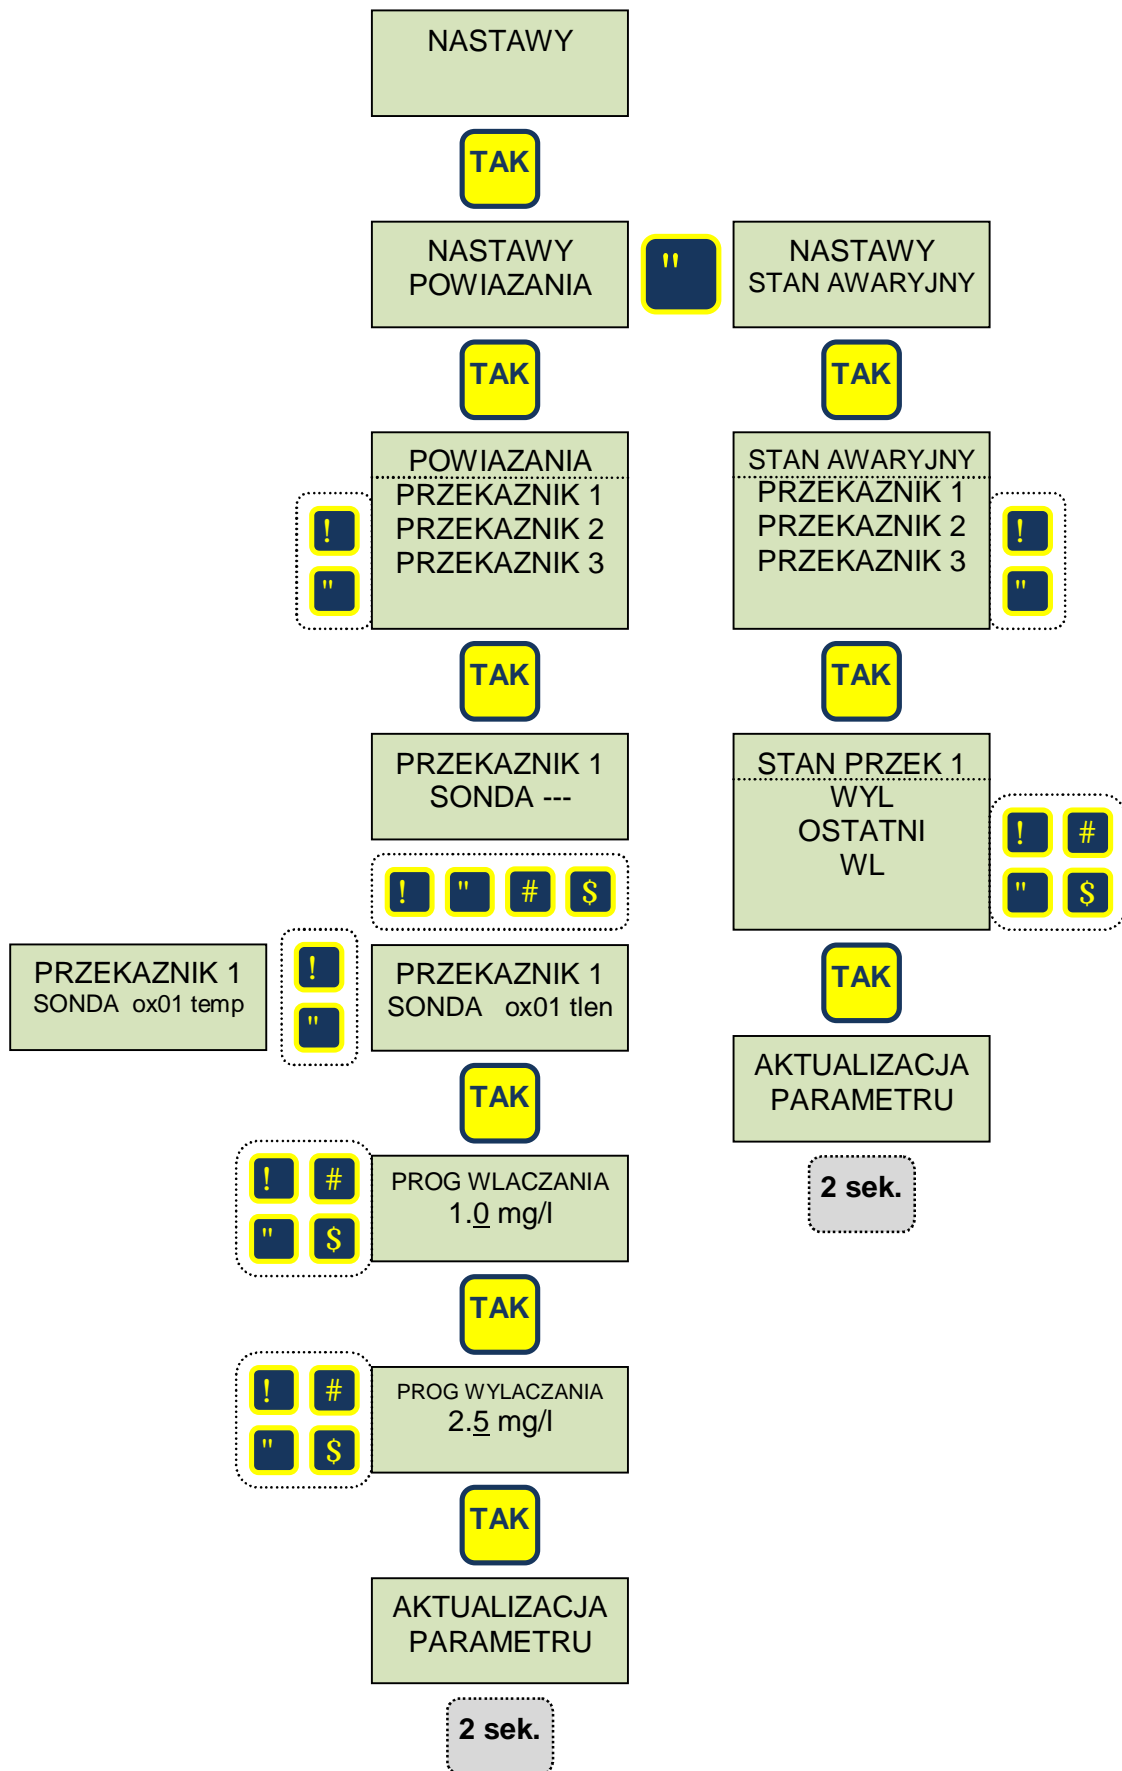 NASTAWY
TAK
NASTAWY
POWIAZANIA
"
NASTAWY
STAN AWARYJNY
TAK
TAK
POWIAZANIA
PRZEKAZNIK 1
PRZEKAZNIK 2
PRZEKAZNIK 3
!
"
STAN AWARYJNY
PRZEKAZNIK 1
PRZEKAZNIK 2
PRZEKAZNIK 3
!
"
TAK
TAK
PRZEKAZNIK 1
SONDA ---
STAN PRZEK 1
WYL
OSTATNI
WL
! #
" $
! " # $
PRZEKAZNIK 1
SONDA ox01 temp
!
"
PRZEKAZNIK 1
SONDA ox01 tlen
TAK
TAK
AKTUALIZACJA
PARAMETRU
2 sek.
! #
" $
PROG WLACZANIA
1.0 mg/l
TAK
! #
" $
PROG WYLACZANIA
2.5 mg/l
TAK
AKTUALIZACJA
PARAMETRU
2 sek.